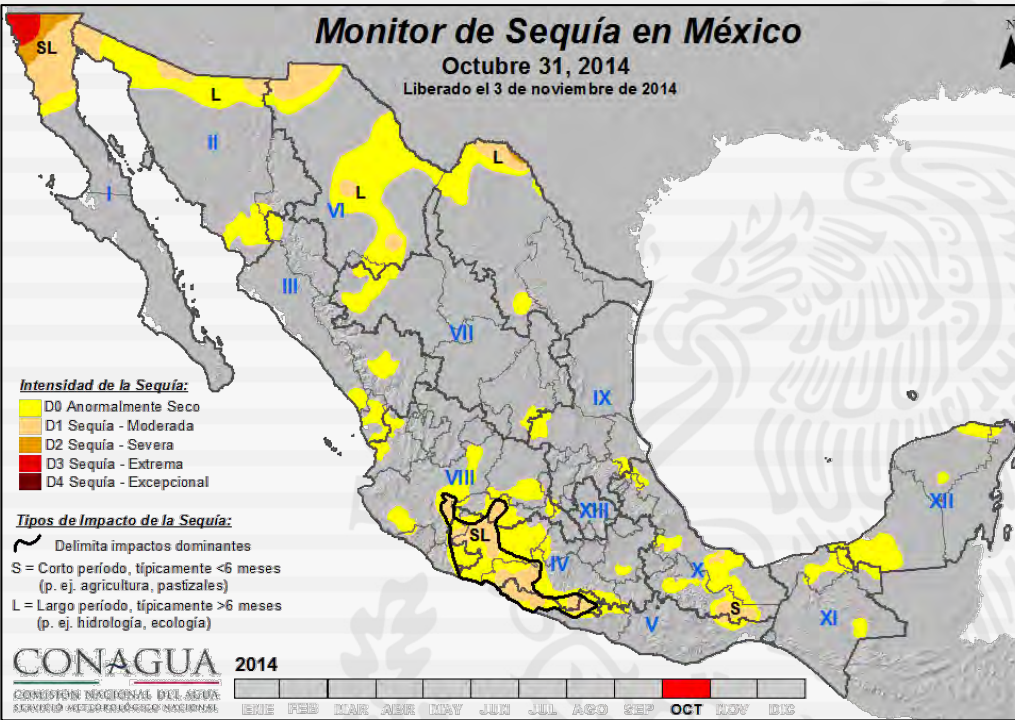 Monitor de Sequía en México
Octubre 31, 2014
Liberado el 3 de noviembre de 2014
N
SL
L
L
L
II
I
VI
III
VII
IX
VIII
XIII
SL
IV
X
S
V
XI
XII
Intensidad de la Sequía:
D0 Anormalmente Seco
D1 Sequía - Moderada
D2 Sequía - Severa
D3 Sequía - Extrema
D4 Sequía - Excepcional
Tipos de Impacto de la Sequía:
Delimita impactos dominantes
S = Corto período, típicamente <6 meses
(p. ej. agricultura, pastizales)
L = Largo período, típicamente >6 meses
(p. ej. hidrología, ecología)
CONAGUA
COMISIÓN NACIONAL DEL AGUA
SERVICIO METEOROLÓGICO NACIONAL
2014
ENE FEB MAR ABR MAY JUN JUL AGO SEP OCT NOV DIC